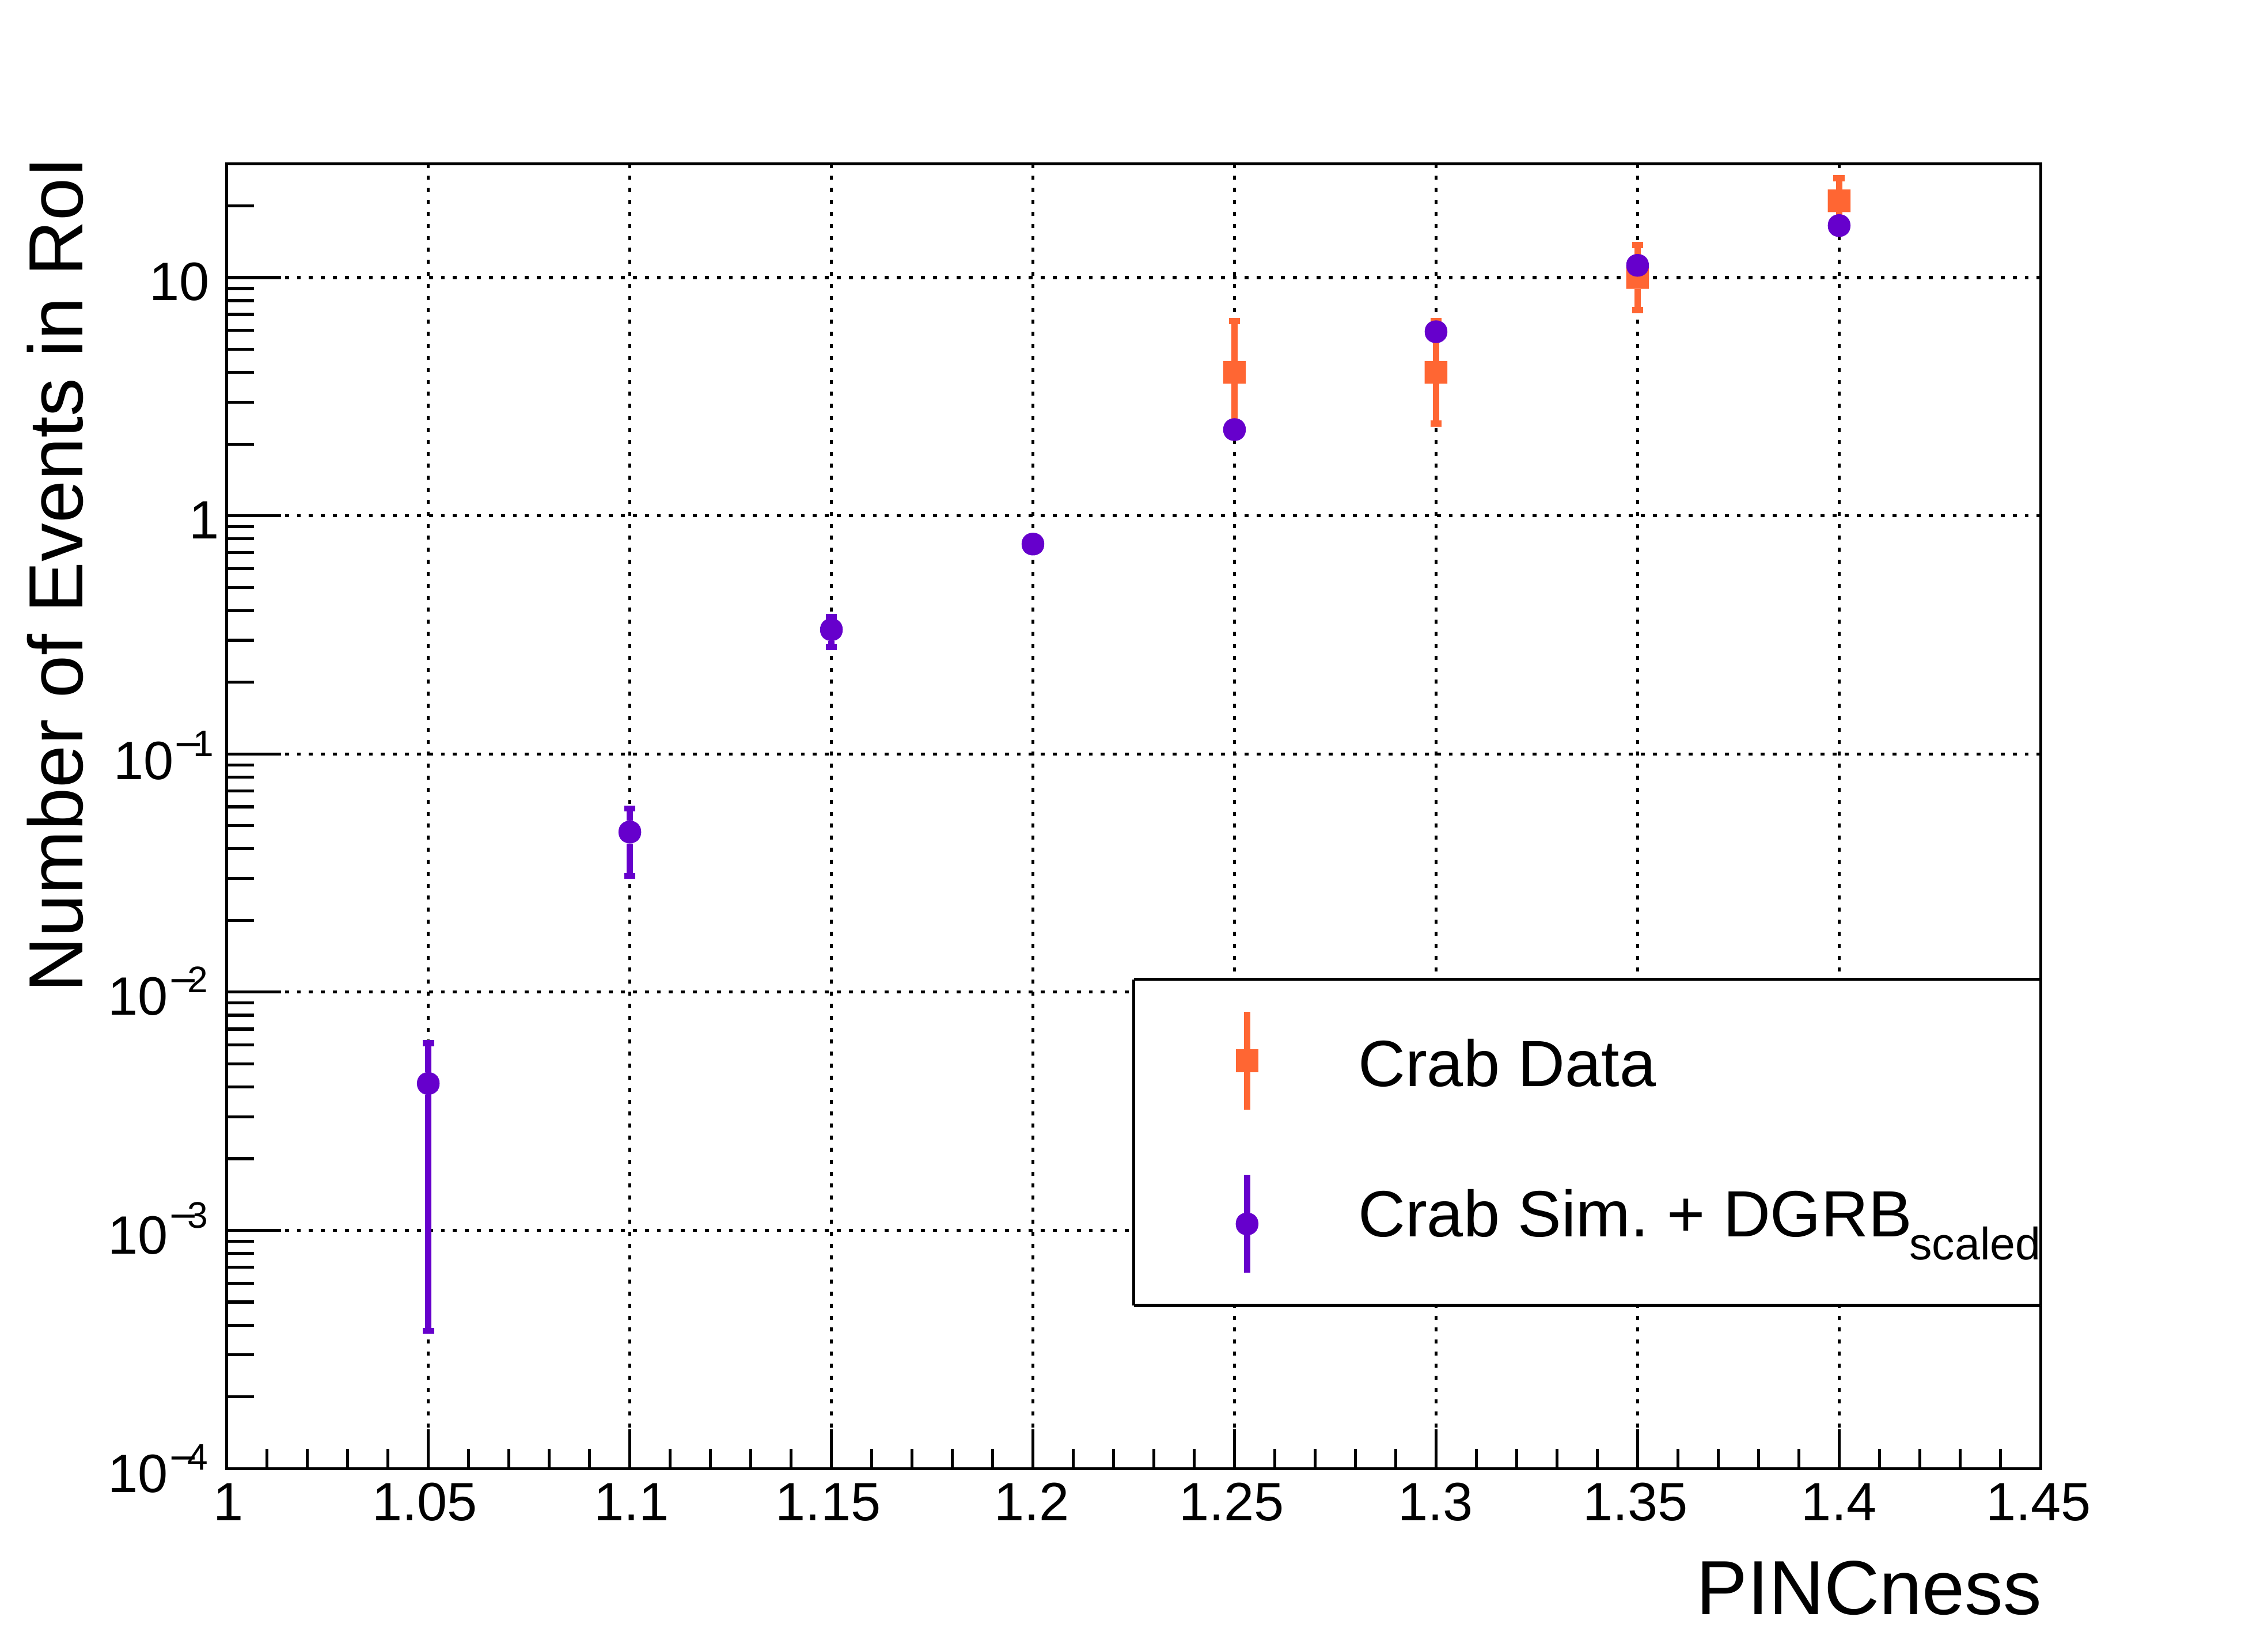 Number of Events in RoI
10
1
10⁻¹
10⁻²
10⁻³
10⁻⁴
Crab Data
Crab Sim. + DGRB_scaled
1 1.05 1.1 1.15 1.2 1.25 1.3 1.35 1.4 1.45
PINCness